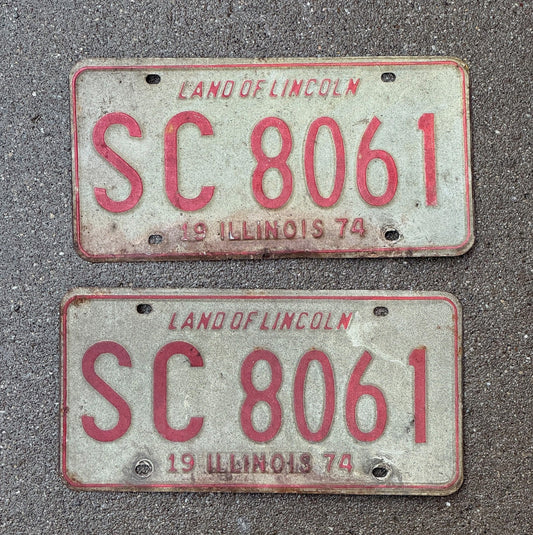 LAND OF LINCOLN
SC 8061
19 ILLINOIS 74
LAND OF LINCOLN
SC 8061
19 ILLINOIS 74